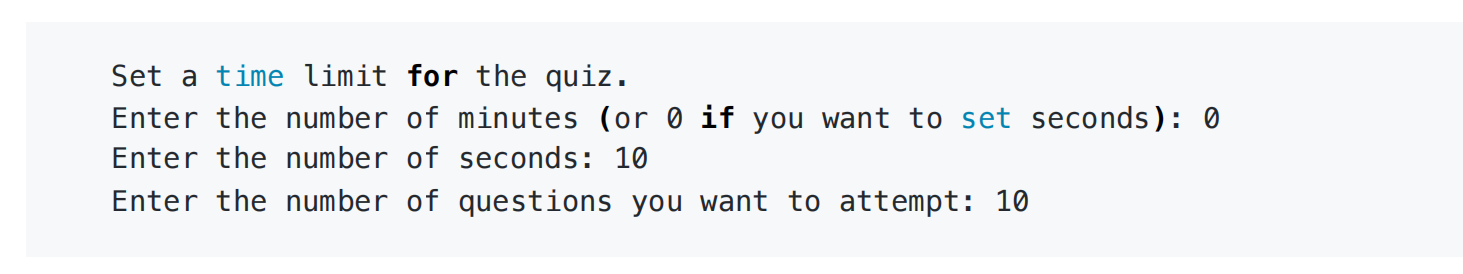 Set a time limit for the quiz.
Enter the number of minutes (or 0 if you want to set seconds): 0
Enter the number of seconds: 10
Enter the number of questions you want to attempt: 10